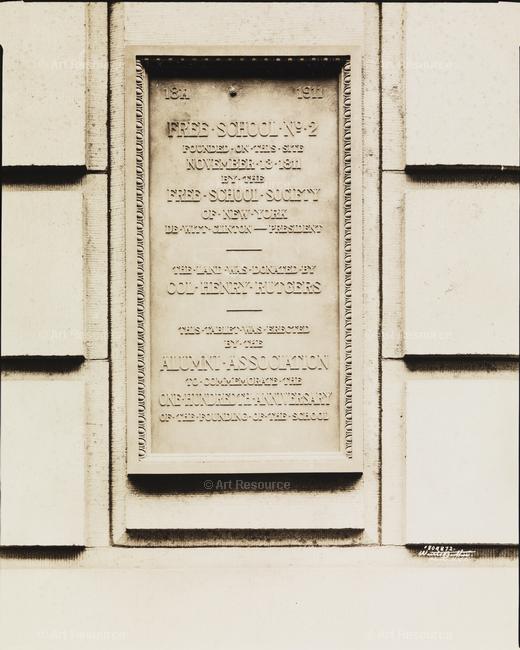 1811 1911
FREE·SCHOOL·Nº·2
FOUNDED·ON·THIS·SITE
NOVEMBER·13·1811
BY·THE
FREE·SCHOOL·SOCIETY
OF·NEW·YORK
DE·WITT·CLINTON — PRESIDENT
THE·LAND·WAS·DONATED·BY
COL·HENRY·RUTGERS
THIS·TABLET·WAS·ERECTED
BY·THE
ALUMNI·ASSOCIATION
TO·COMMEMORATE·THE
ONE·HUNDREDTH·ANNIVERSARY
OF·THE·FOUNDING·OF·THE·SCHOOL
© Art Resource